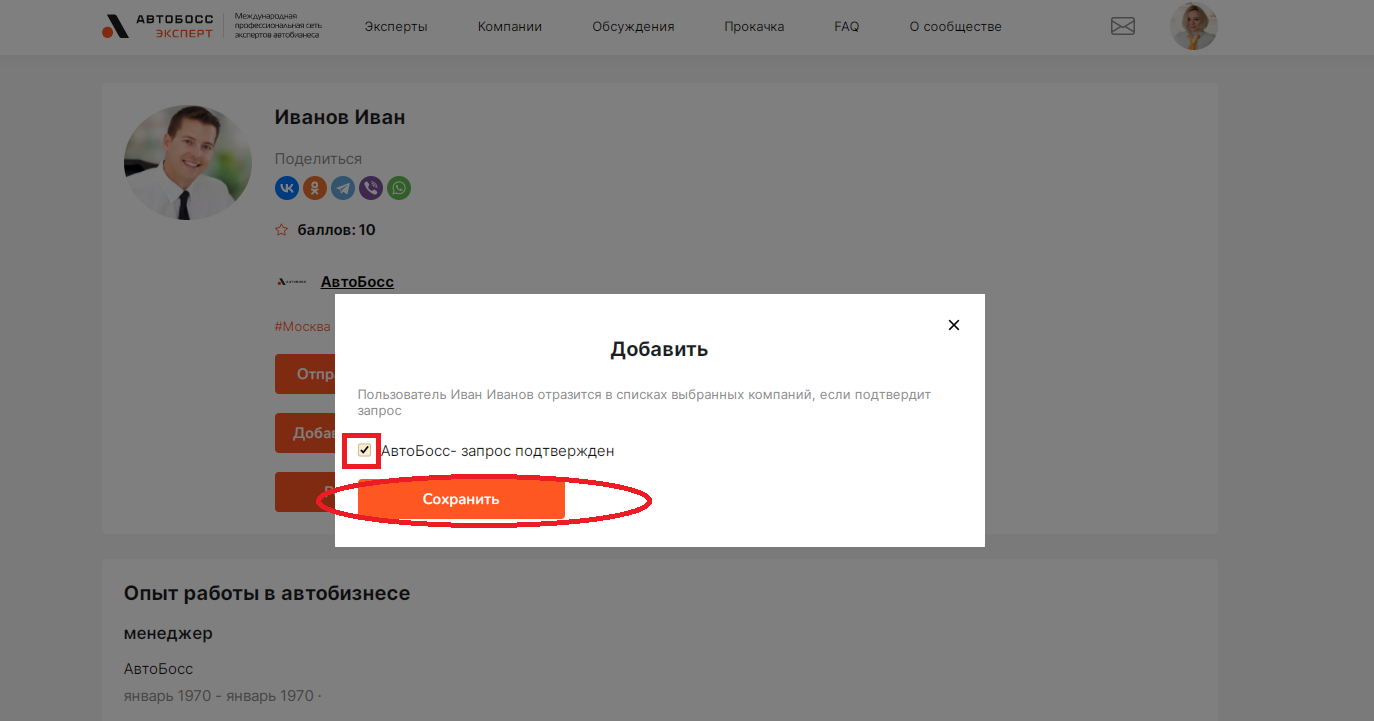 АВТОБОСС
ЭКСПЕРТ
Международная
профессиональная сеть
экспертов автобизнеса
Эксперты
Компании
Обсуждения
Прокачка
FAQ
О сообществе
Иванов Иван
Поделиться
баллов: 10
АвтоБосс
#Москва
Отпр
Доба
Добавить
Пользователь Иван Иванов отразится в списках выбранных компаний, если подтвердит
запрос
АвтоБосс- запрос подтвержден
Сохранить
Опыт работы в автобизнесе
менеджер
АвтоБосс
январь 1970 - январь 1970 ·